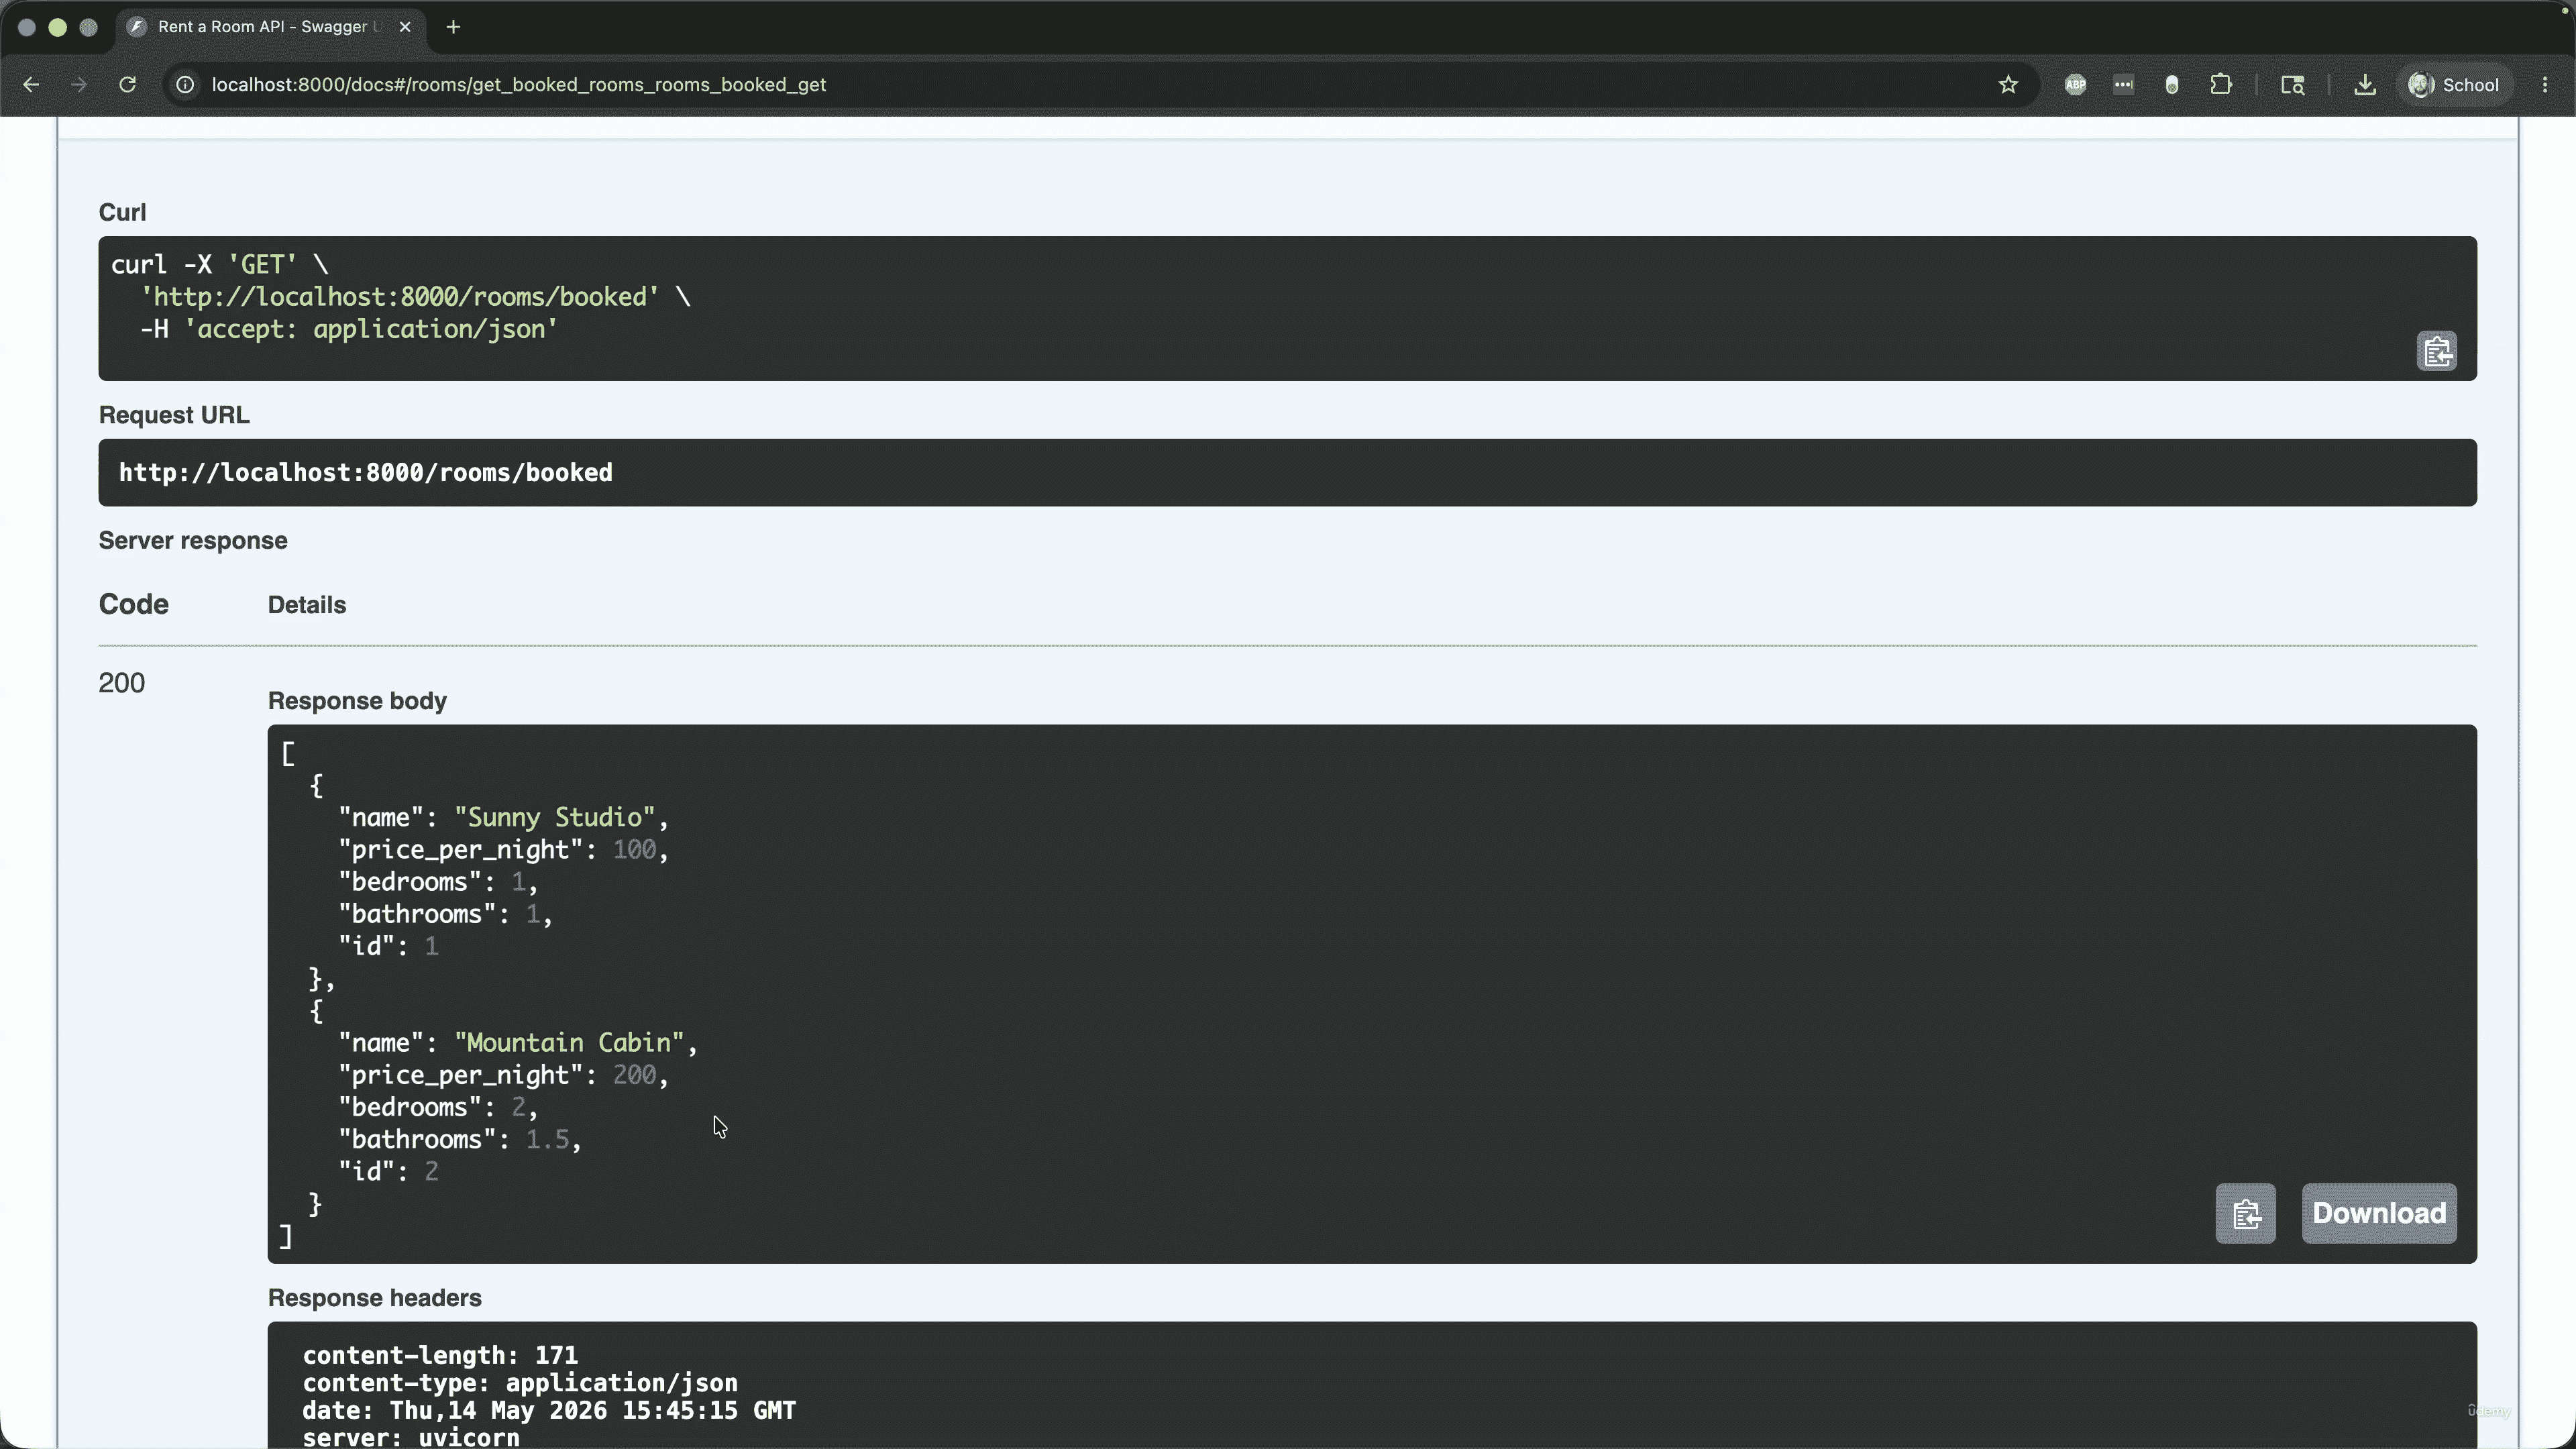 Rent a Room API - Swagger U
localhost:8000/docs#/rooms/get_booked_rooms_rooms_booked_get
ABP
School
Curl
curl -X 'GET' \
  'http://localhost:8000/rooms/booked' \
  -H 'accept: application/json'
Request URL
http://localhost:8000/rooms/booked
Server response
Code Details
200
Response body
[
  {
    "name": "Sunny Studio",
    "price_per_night": 100,
    "bedrooms": 1,
    "bathrooms": 1,
    "id": 1
  },
  {
    "name": "Mountain Cabin",
    "price_per_night": 200,
    "bedrooms": 2,
    "bathrooms": 1.5,
    "id": 2
  }
]
Download
Response headers
content-length: 171
content-type: application/json
date: Thu,14 May 2026 15:45:15 GMT
server: uvicorn
ûdemy